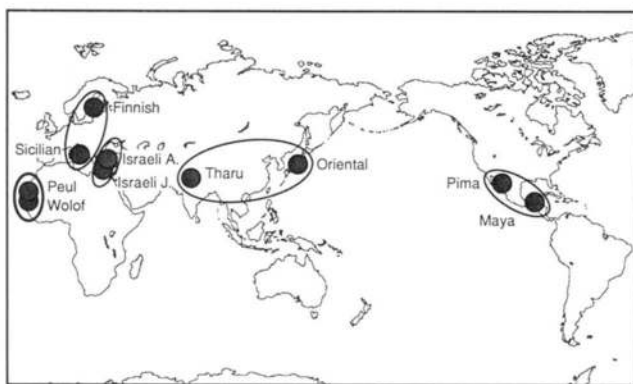 Finnish
Sicilian
Israeli A.
Israeli J.
Tharu
Oriental
Peul
Wolof
Pima
Maya